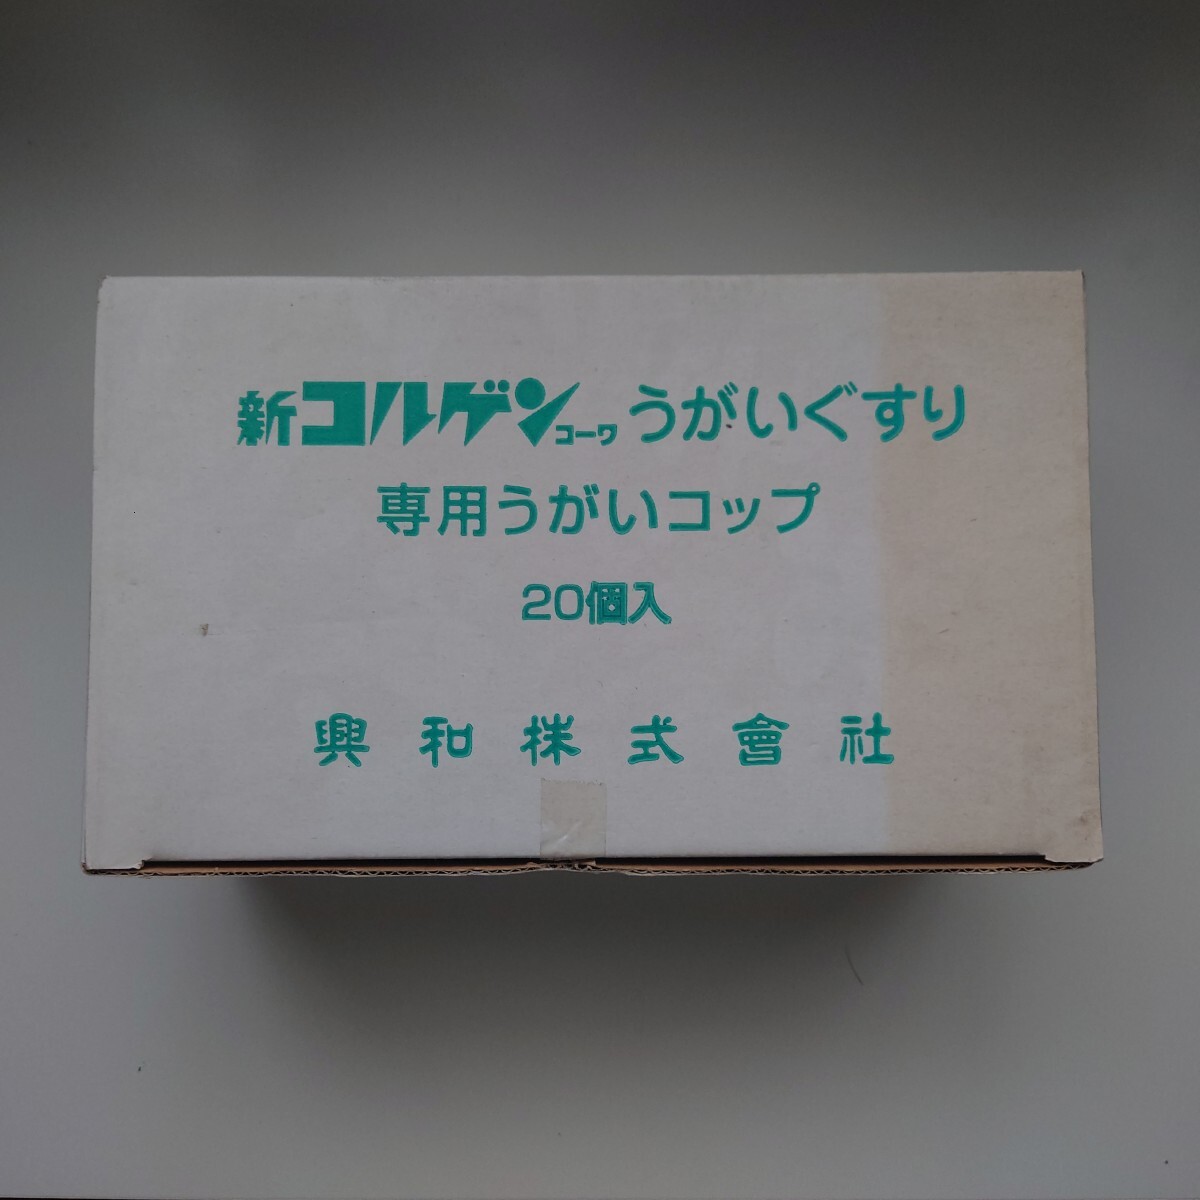 新コルゲンコーワうがいぐすり
専用うがいコップ
20個入
興和株式會社